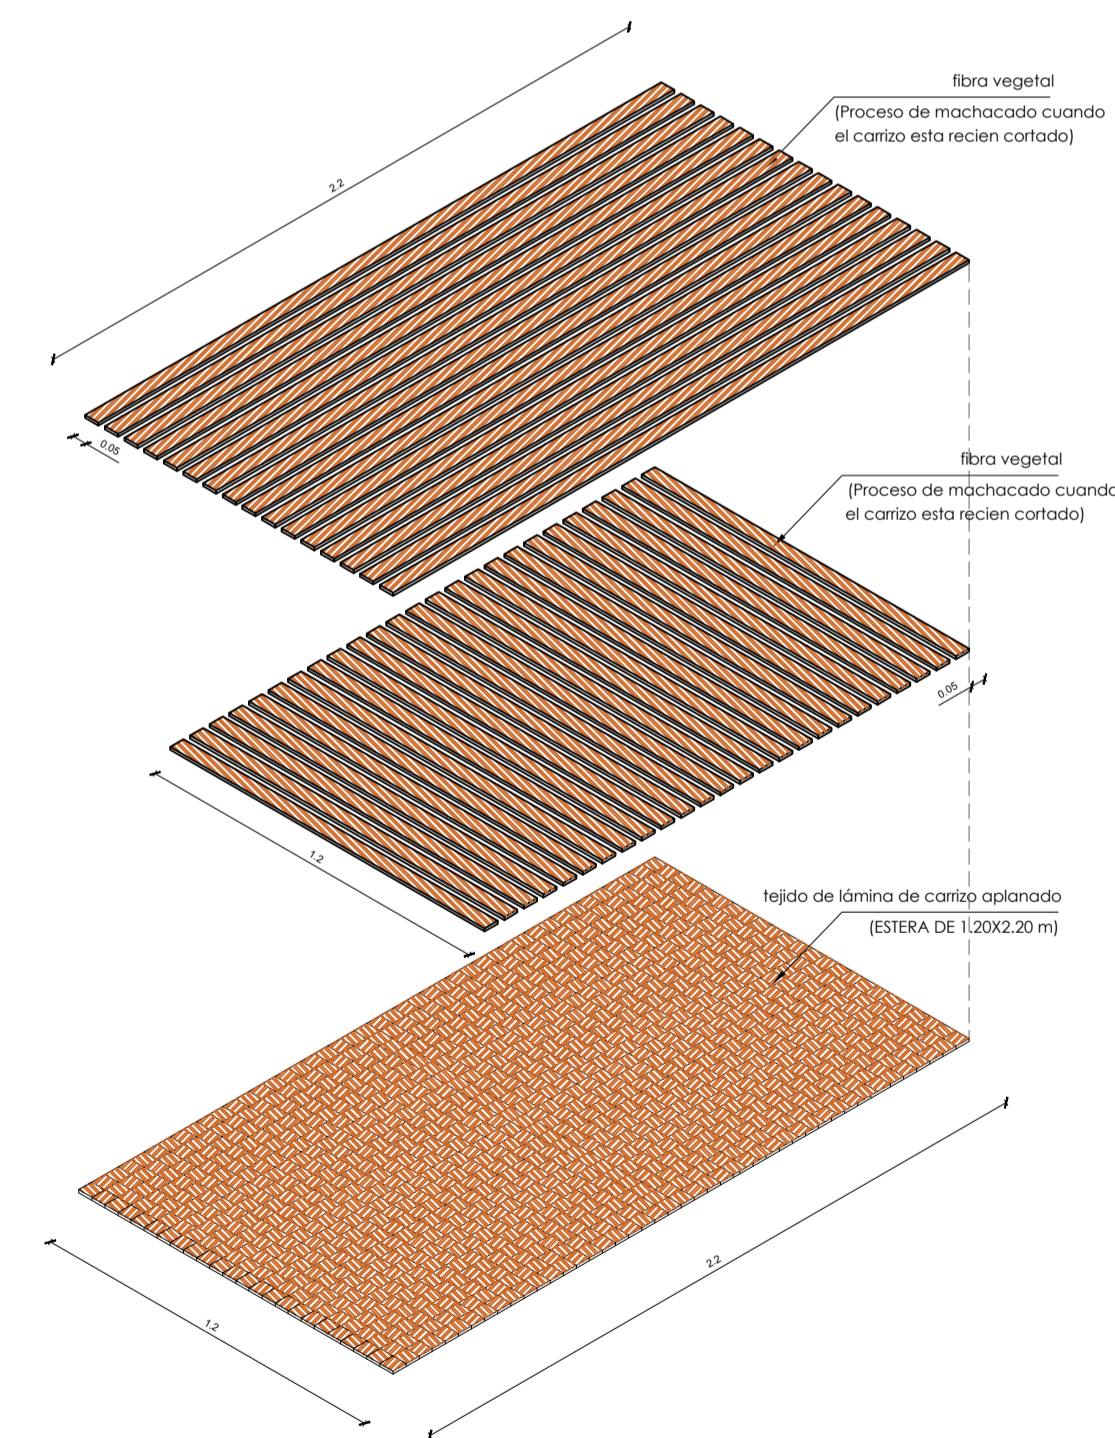 fibra vegetal
(Proceso de machacado cuando
el carrizo esta recien cortado)
2.2
0.05
fibra vegetal
(Proceso de machacado cuando
el carrizo esta recien cortado)
0.05
1.2
tejido de lámina de carrizo aplanado
(ESTERA DE 1.20X2.20 m)
2.2
1.2